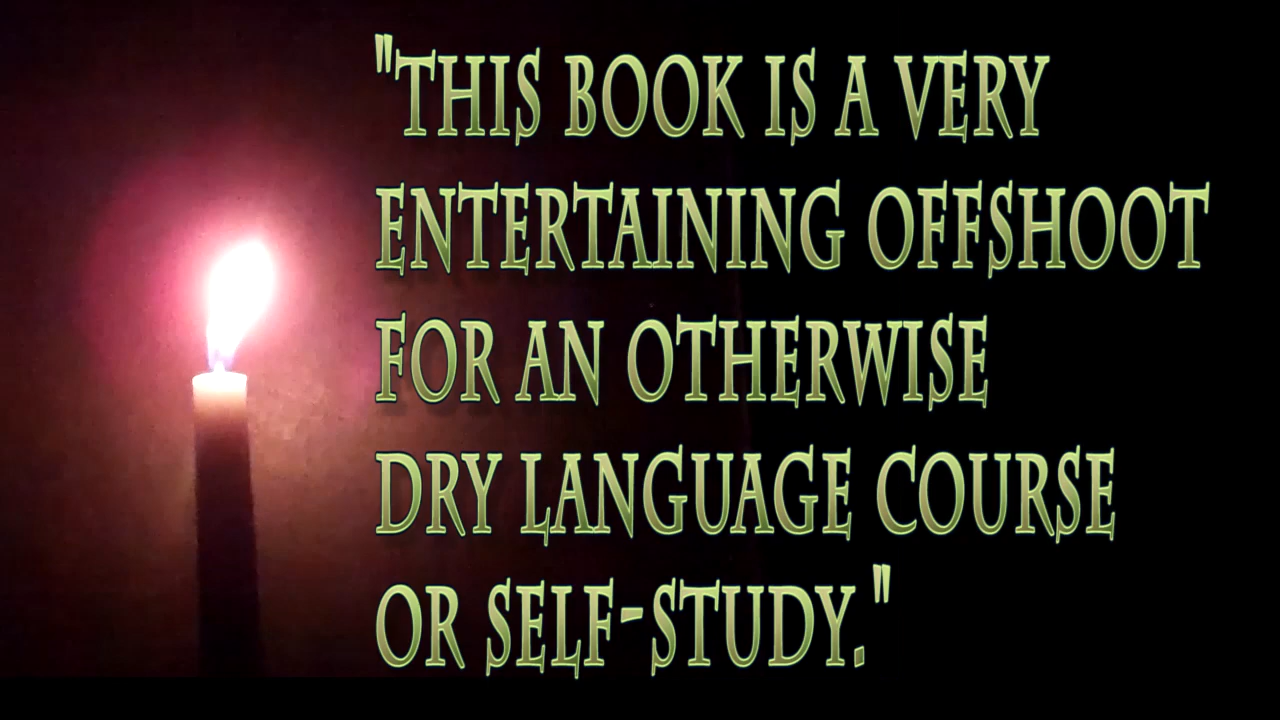 "THIS BOOK IS A VERY
ENTERTAINING OFFSHOOT
FOR AN OTHERWISE
DRY LANGUAGE COURSE
OR SELF-STUDY."